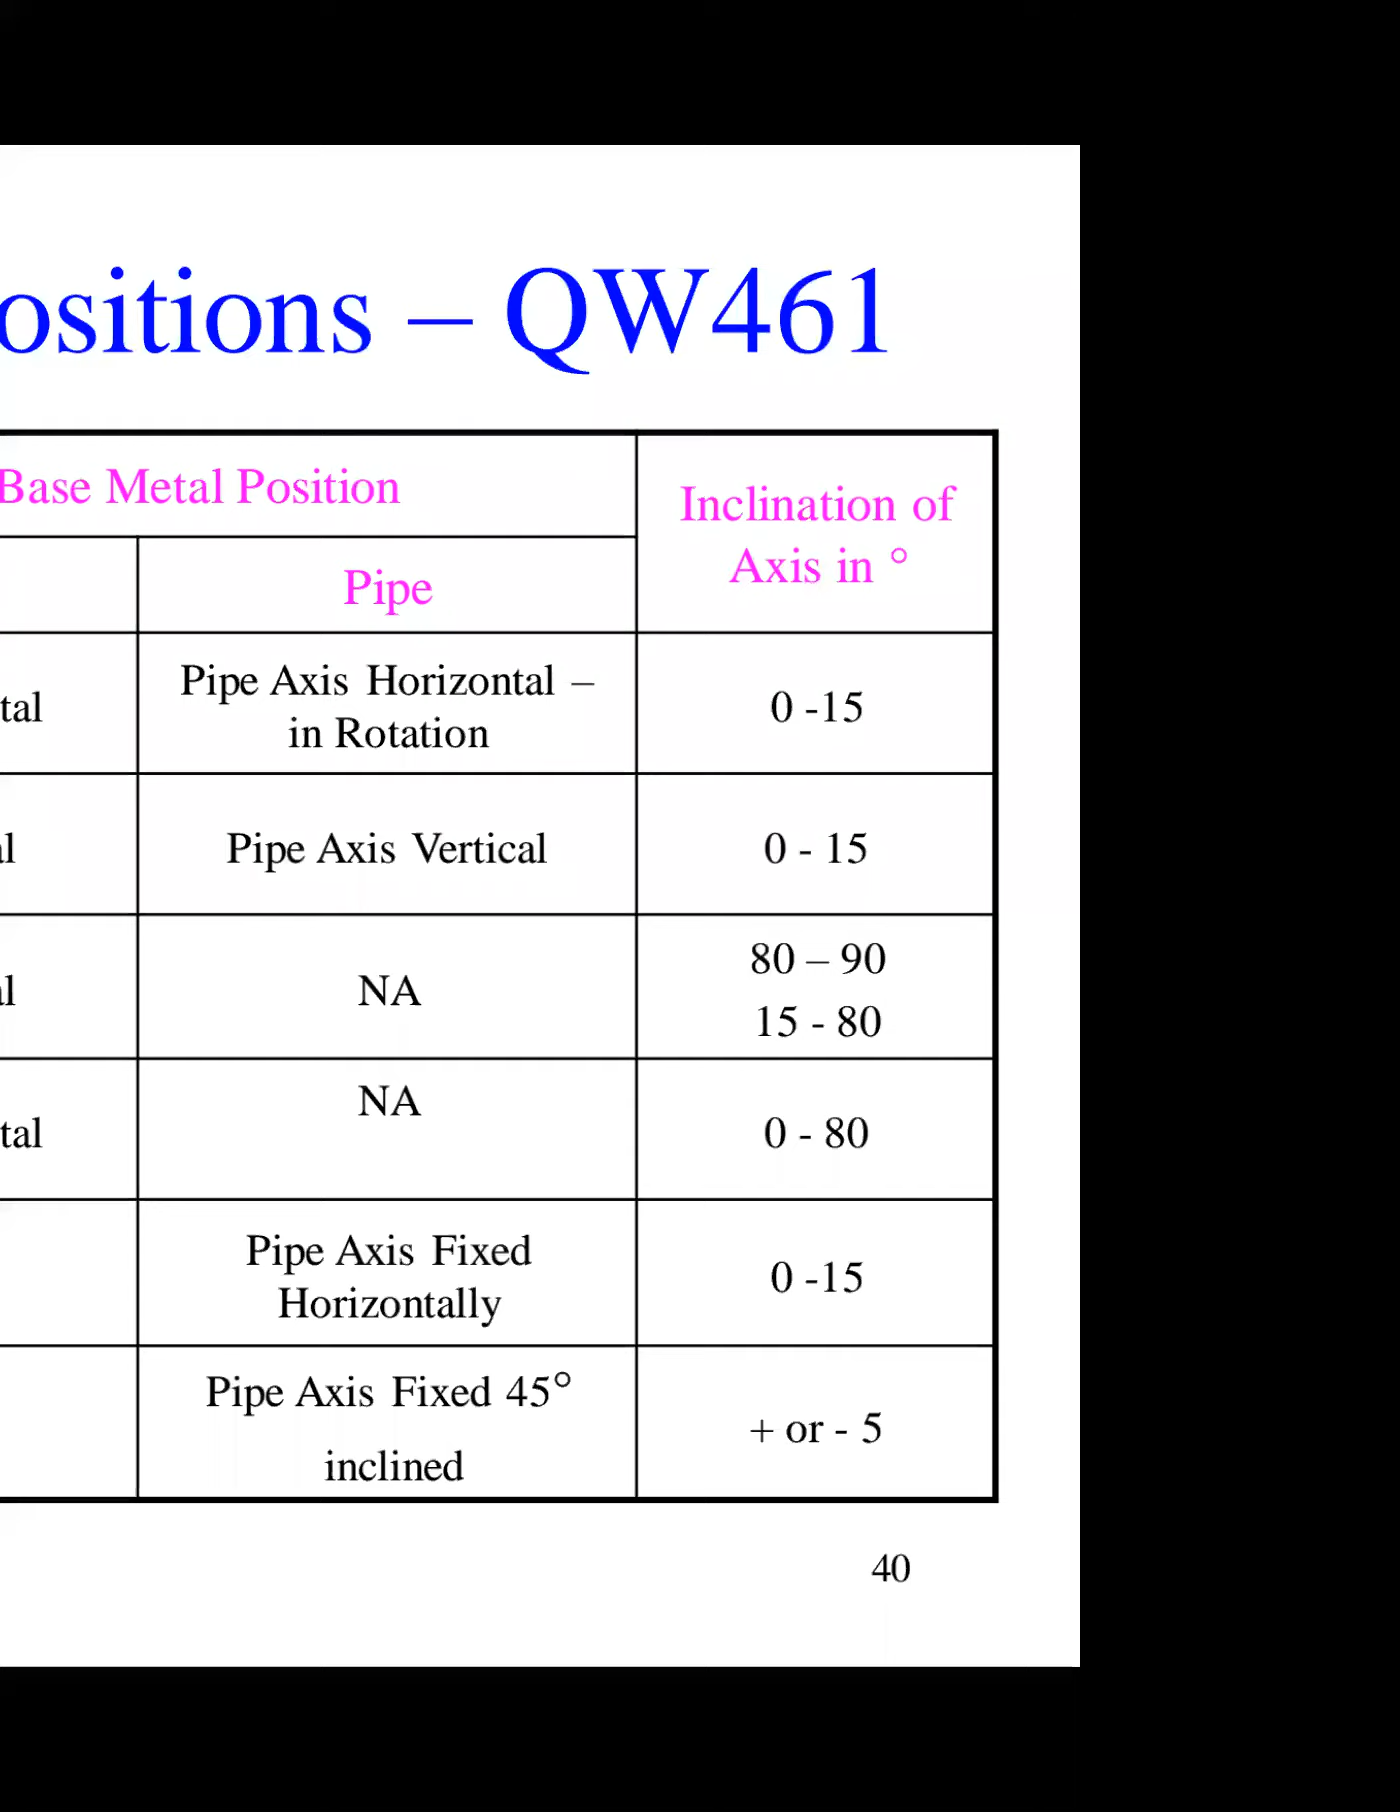 ositions – QW461
Base Metal Position
Inclination of
Axis in °
Pipe
tal
Pipe Axis Horizontal –
in Rotation
0 -15
al
Pipe Axis Vertical
0 - 15
al
NA
80 – 90
15 - 80
tal
NA
0 - 80
Pipe Axis Fixed
Horizontally
0 -15
Pipe Axis Fixed 45°
inclined
+ or - 5
40